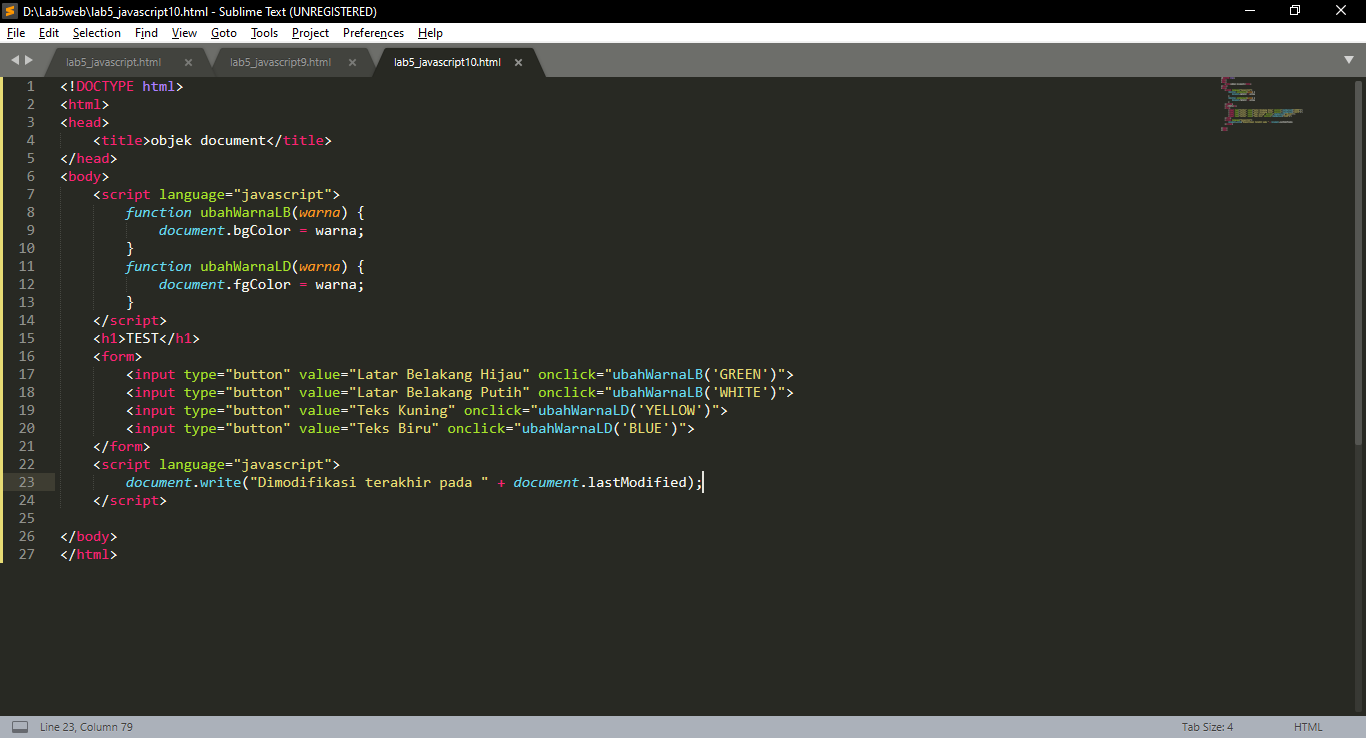 D:\Lab5web\lab5_javascript10.html - Sublime Text (UNREGISTERED)
File Edit Selection Find View Goto Tools Project Preferences Help
lab5_javascript.html lab5_javascript9.html lab5_javascript10.html
1 <!DOCTYPE html>
2 <html>
3 <head>
4     <title>objek document</title>
5 </head>
6 <body>
7     <script language="javascript">
8         function ubahWarnaLB(warna) {
9             document.bgColor = warna;
10         }
11         function ubahWarnaLD(warna) {
12             document.fgColor = warna;
13         }
14     </script>
15     <h1>TEST</h1>
16     <form>
17         <input type="button" value="Latar Belakang Hijau" onclick="ubahWarnaLB('GREEN')">
18         <input type="button" value="Latar Belakang Putih" onclick="ubahWarnaLB('WHITE')">
19         <input type="button" value="Teks Kuning" onclick="ubahWarnaLD('YELLOW')">
20         <input type="button" value="Teks Biru" onclick="ubahWarnaLD('BLUE')">
21     </form>
22     <script language="javascript">
23         document.write("Dimodifikasi terakhir pada " + document.lastModified);
24     </script>
25
26 </body>
27 </html>
Line 23, Column 79 Tab Size: 4 HTML